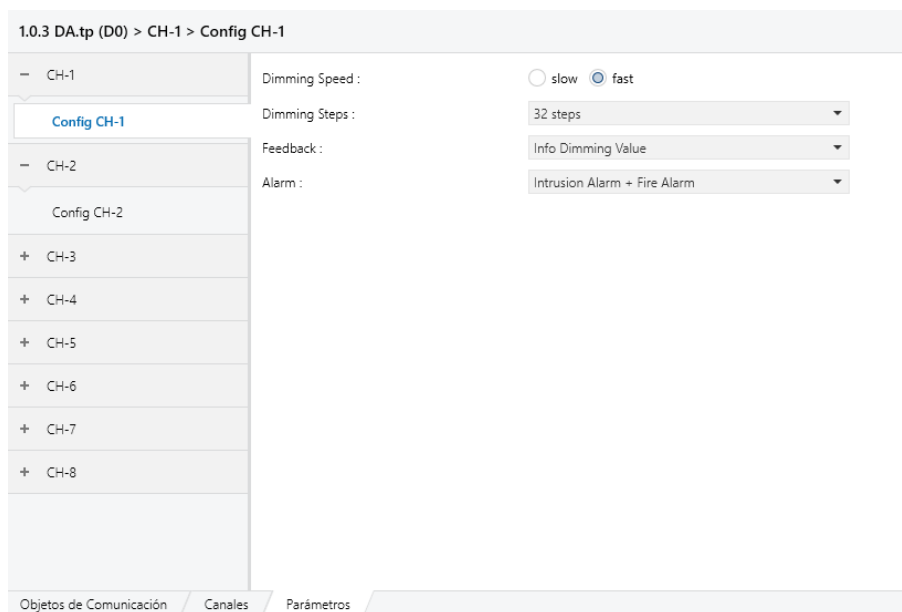 1.0.3 DA.tp (D0) > CH-1 > Config CH-1
CH-1
Config CH-1
CH-2
Config CH-2
CH-3
CH-4
CH-5
CH-6
CH-7
CH-8
Dimming Speed : slow fast
Dimming Steps : 32 steps
Feedback : Info Dimming Value
Alarm : Intrusion Alarm + Fire Alarm
Objetos de Comunicación Canales Parámetros